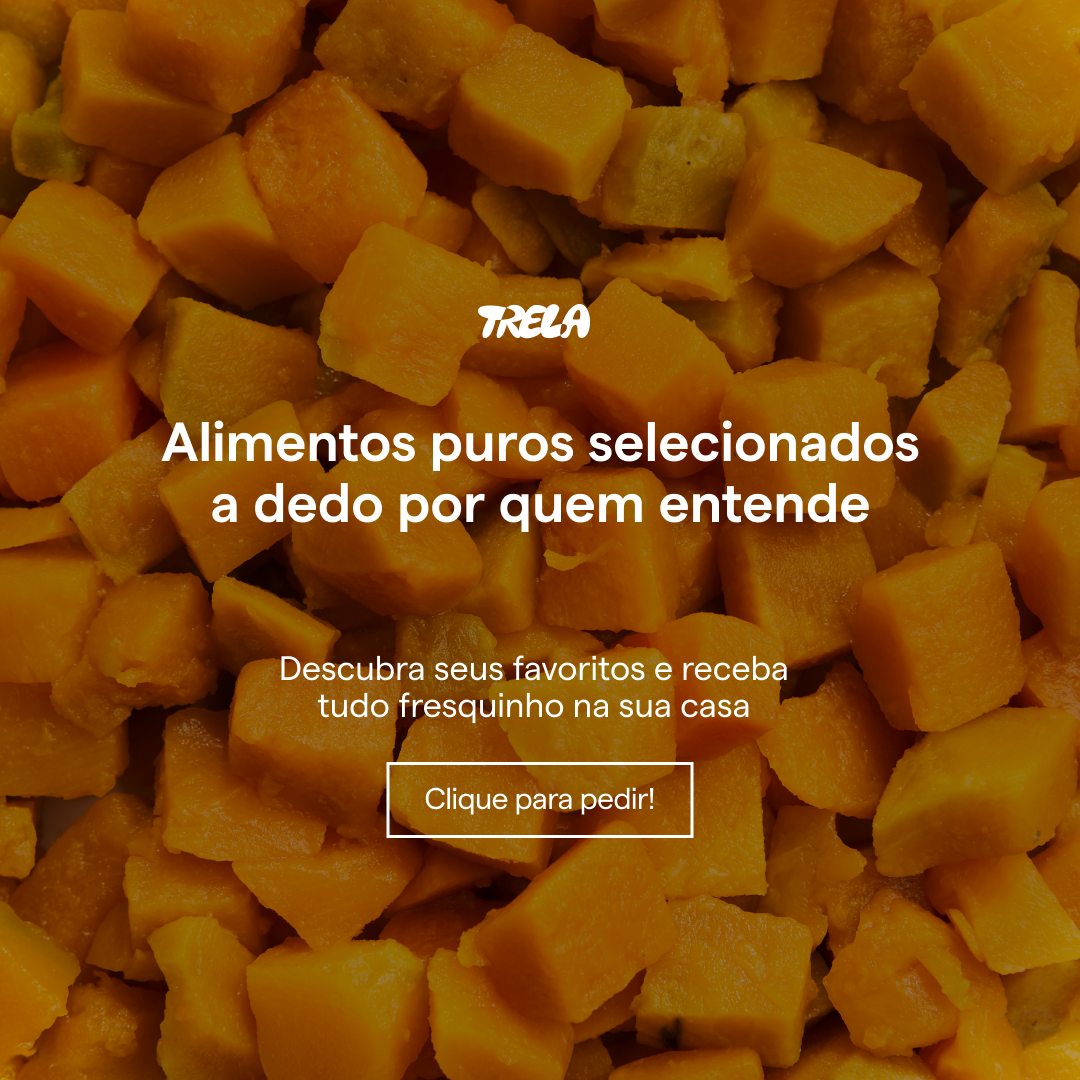 TRELA
Alimentos puros selecionados
a dedo por quem entende
Descubra seus favoritos e receba
tudo fresquinho na sua casa
Clique para pedir!